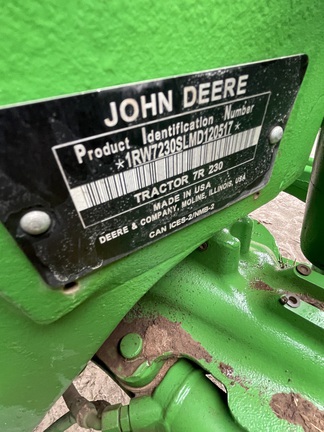 JOHN DEERE
Product Identification Number
*1RW7230SLMD120517*
TRACTOR 7R 230
MADE IN USA
DEERE & COMPANY, MOLINE, ILLINOIS, USA
CAN ICES-2/NMB-2